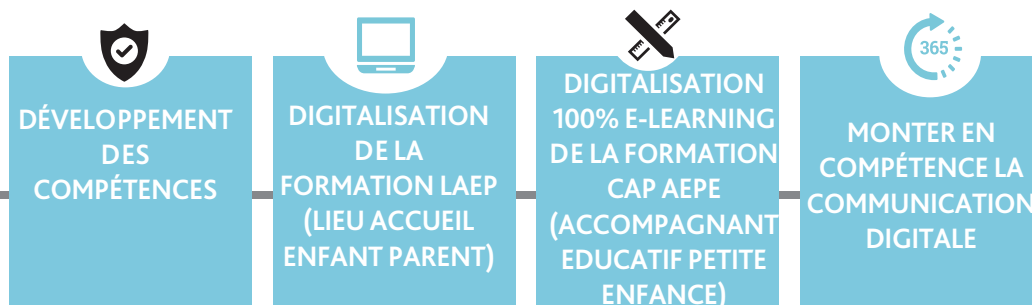 DÉVELOPPEMENT
DES
COMPÉTENCES
DIGITALISATION
DE LA
FORMATION LAEP
(LIEU ACCUEIL
ENFANT PARENT)
DIGITALISATION
100% E-LEARNING
DE LA FORMATION
CAP AEPE
(ACCOMPAGNANT
EDUCATIF PETITE
ENFANCE)
365
MONTER EN
COMPÉTENCE LA
COMMUNICATION
DIGITALE